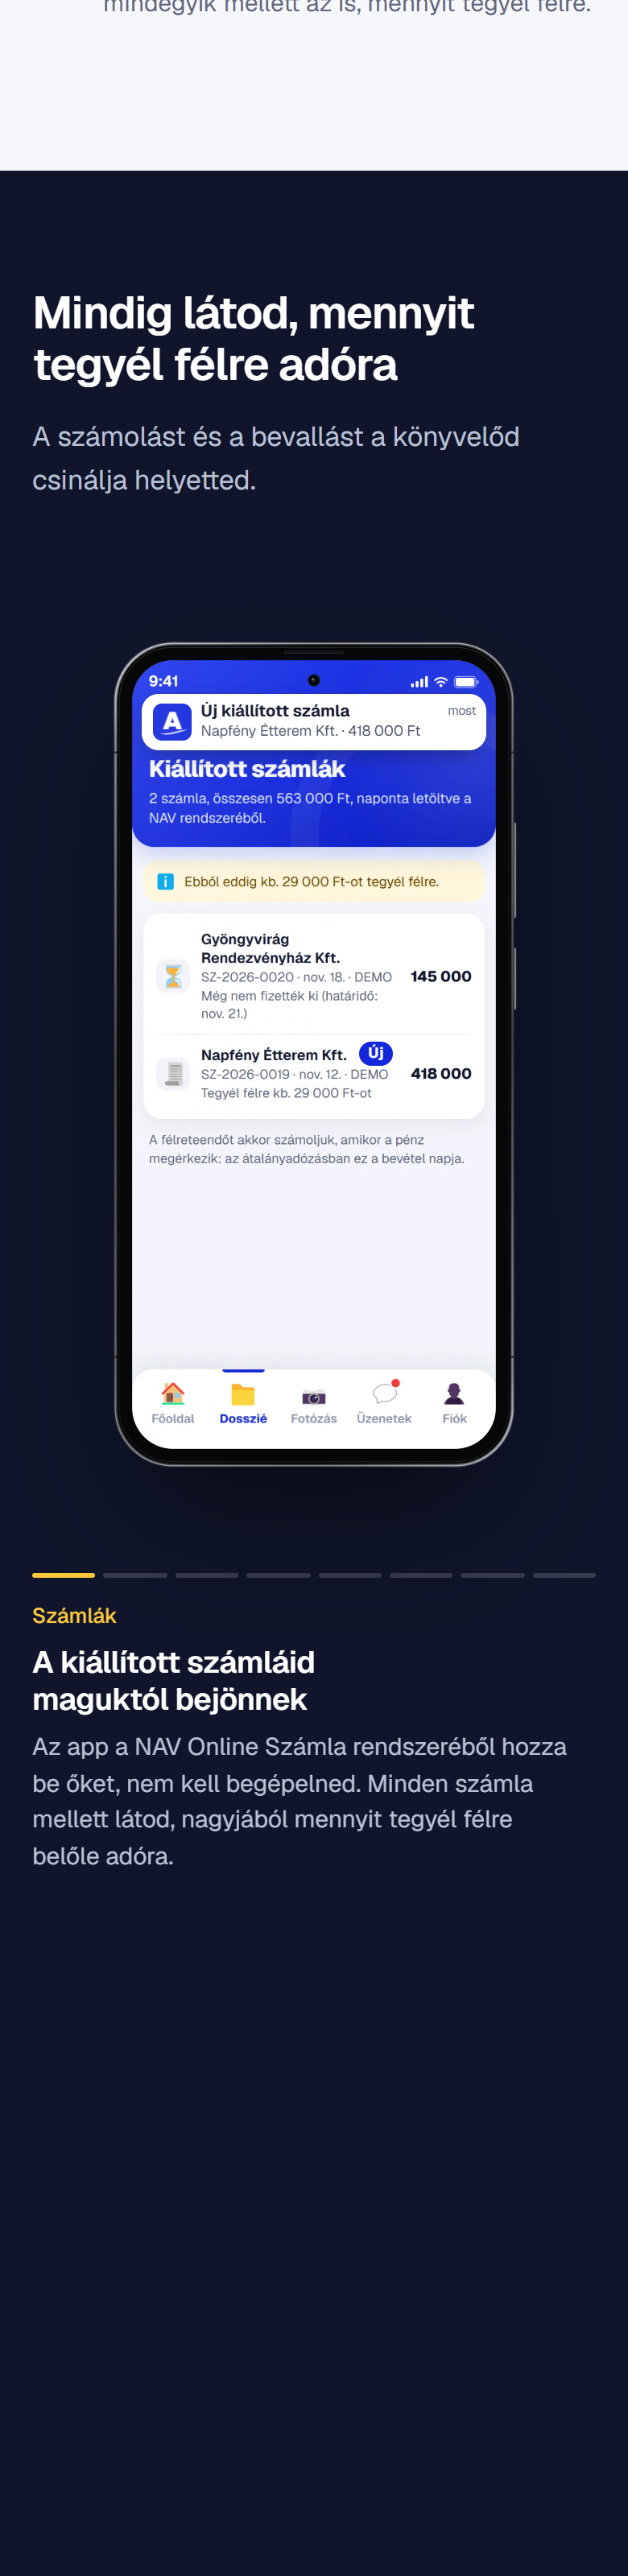 mindegyik mellett az is, mennyit tegyél félre.
Mindig látod, mennyit
tegyél félre adóra
A számolást és a bevallást a könyvelőd
csinálja helyetted.
9:41
A
Új kiállított számla
most
Napfény Étterem Kft. · 418 000 Ft
Kiállított számlák
2 számla, összesen 563 000 Ft, naponta letöltve a
NAV rendszeréből.
Ebből eddig kb. 29 000 Ft-ot tegyél félre.
Gyöngyvirág
Rendezvényház Kft.
SZ-2026-0020 · nov. 18. · DEMO
145 000
Még nem fizették ki (határidő:
nov. 21.)
Napfény Étterem Kft.
Új
SZ-2026-0019 · nov. 12. · DEMO
418 000
Tegyél félre kb. 29 000 Ft-ot
A félreteendőt akkor számoljuk, amikor a pénz
megérkezik: az átalányadózásban ez a bevétel napja.
Főoldal
Dosszié
Fotózás
Üzenetek
Fiók
Számlák
A kiállított számláid
maguktól bejönnek
Az app a NAV Online Számla rendszeréből hozza
be őket, nem kell begépelned. Minden számla
mellett látod, nagyjából mennyit tegyél félre
belőle adóra.